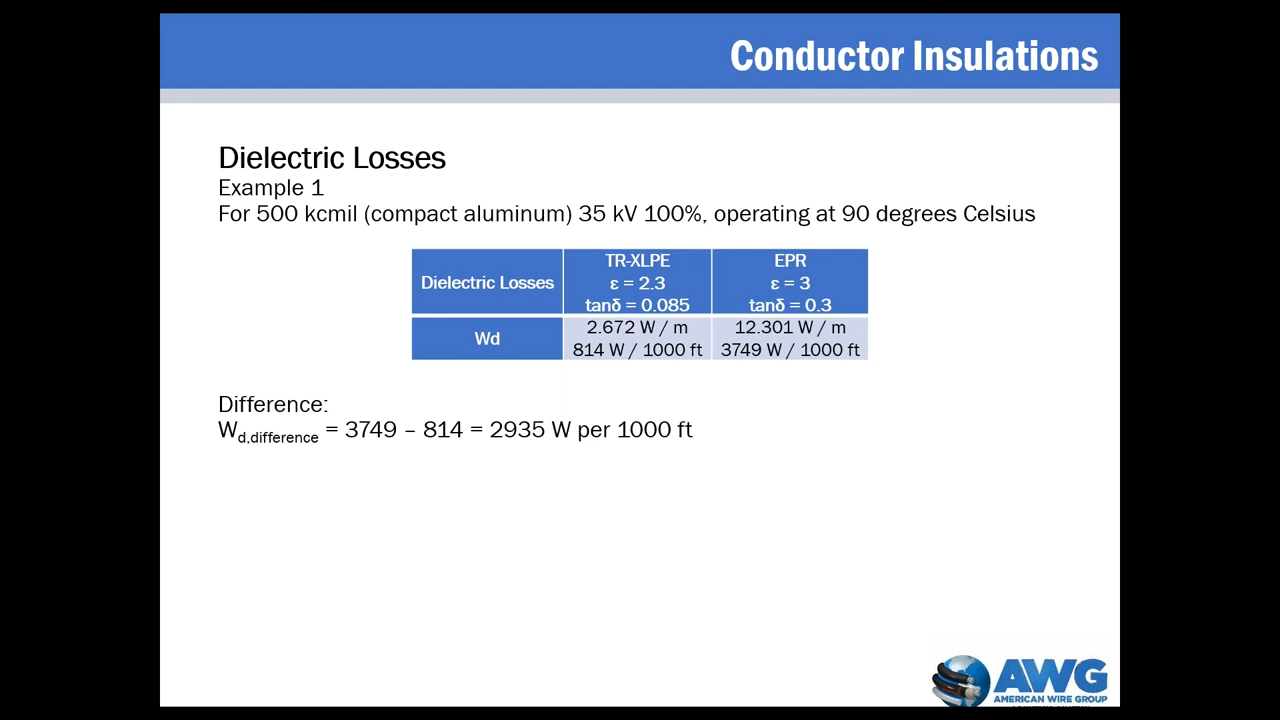 Conductor Insulations
Dielectric Losses
Example 1
For 500 kcmil (compact aluminum) 35 kV 100%, operating at 90 degrees Celsius
Dielectric Losses
TR-XLPE
ε = 2.3
tanδ = 0.085
EPR
ε = 3
tanδ = 0.3
Wd
2.672 W / m
814 W / 1000 ft
12.301 W / m
3749 W / 1000 ft
Difference:
Wd,difference = 3749 – 814 = 2935 W per 1000 ft
AWG
AMERICAN WIRE GROUP